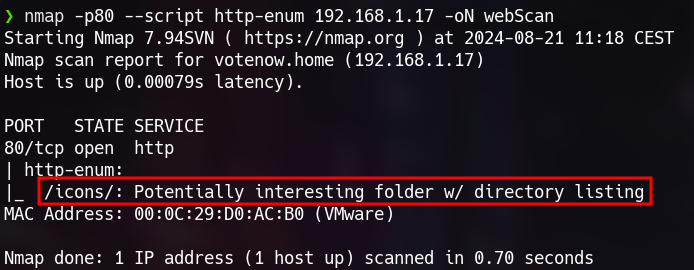 ❯ nmap -p80 --script http-enum 192.168.1.17 -oN webScan
Starting Nmap 7.94SVN ( https://nmap.org ) at 2024-08-21 11:18 CEST
Nmap scan report for votenow.home (192.168.1.17)
Host is up (0.00079s latency).
PORT   STATE SERVICE
80/tcp open  http
| http-enum:
|_  /icons/: Potentially interesting folder w/ directory listing
MAC Address: 00:0C:29:D0:AC:B0 (VMware)
Nmap done: 1 IP address (1 host up) scanned in 0.70 seconds